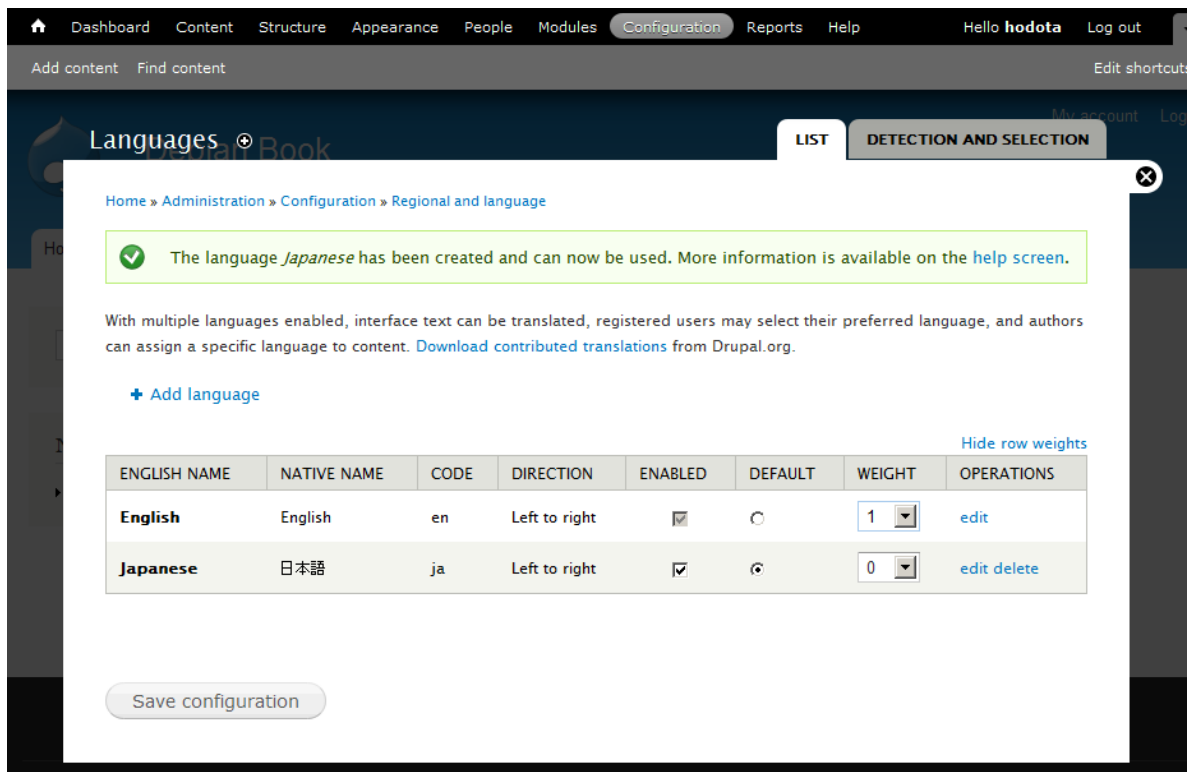 Dashboard Content Structure Appearance People Modules Configuration Reports Help Hello hodota Log out
Add content Find content Edit shortcuts
My account Log
Debian Book
Languages LIST DETECTION AND SELECTION
Home » Administration » Configuration » Regional and language
Ho
The language Japanese has been created and can now be used. More information is available on the help screen.
With multiple languages enabled, interface text can be translated, registered users may select their preferred language, and authors
can assign a specific language to content. Download contributed translations from Drupal.org.
Add language
Hide row weights
ENGLISH NAME NATIVE NAME CODE DIRECTION ENABLED DEFAULT WEIGHT OPERATIONS
English English en Left to right 1 edit
Japanese 日本語 ja Left to right 0 edit delete
Save configuration